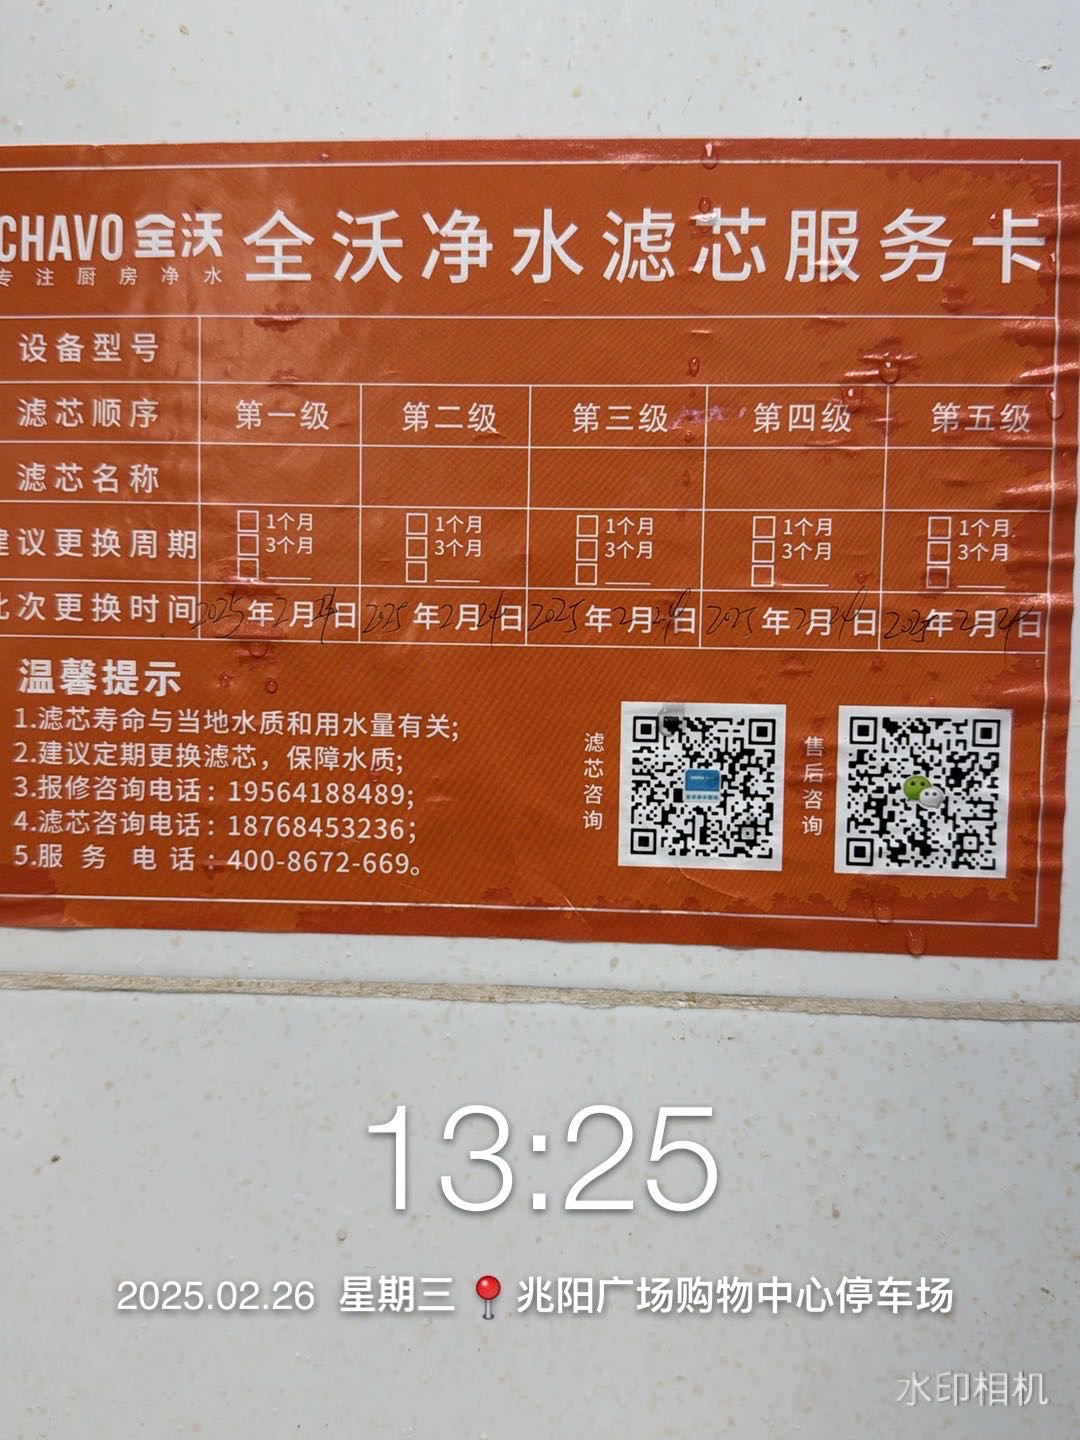 CHAVO 全沃
专注厨房净水
全沃净水滤芯服务卡
设备型号
滤芯顺序 第一级 第二级 第三级 第四级 第五级
滤芯名称
建议更换周期 1个月 1个月 1个月 1个月 1个月
3个月 3个月 3个月 3个月 3个月
此次更换时间 2025年2月24日 2025年2月24日 2025年2月24日 2025年2月24日 2025年2月24日
温馨提示
1.滤芯寿命与当地水质和用水量有关;
2.建议定期更换滤芯，保障水质;
3.报修咨询电话：19564188489;
4.滤芯咨询电话：18768453236;
5.服务电话：400-8672-669。
滤芯咨询
售后咨询
13:25
2025.02.26 星期三 兆阳广场购物中心停车场
水印相机